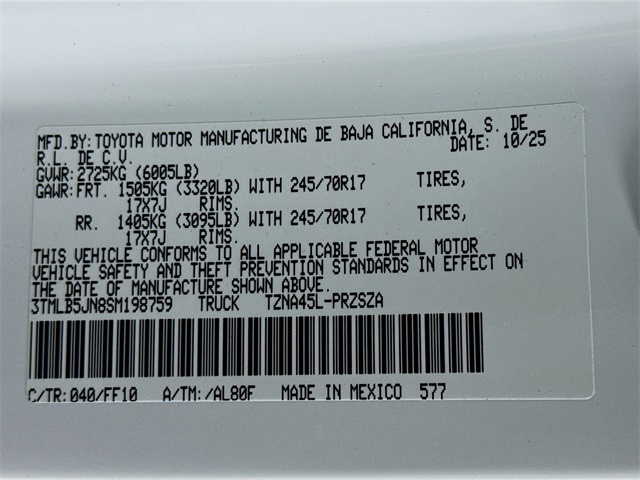 MFD.BY:TOYOTA MOTOR MANUFACTURING DE BAJA CALIFORNIA, S. DE
R.L. DE C.V. DATE: 10/25
GVWR:2725KG (6005LB)
GAWR:FRT. 1505KG (3320LB) WITH 245/70R17 TIRES,
17X7J RIMS.
RR. 1405KG (3095LB) WITH 245/70R17 TIRES,
17X7J RIMS.
THIS VEHICLE CONFORMS TO ALL APPLICABLE FEDERAL MOTOR
VEHICLE SAFETY AND THEFT PREVENTION STANDARDS IN EFFECT ON
THE DATE OF MANUFACTURE SHOWN ABOVE.
3TMLB5JN8SM198759 TRUCK TZNA45L-PRZSZA
C/TR:040/FF10 A/TM:/AL80F MADE IN MEXICO 577